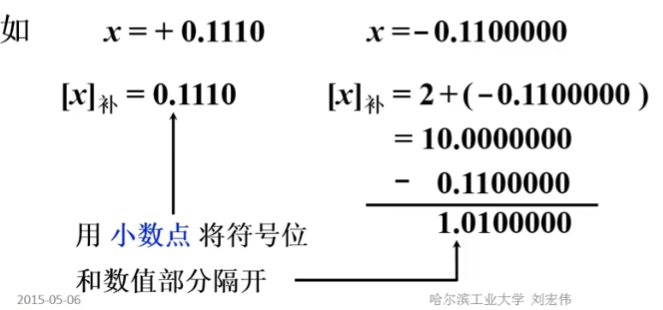 如 x = + 0.1110 x = − 0.1100000
[x]补 = 0.1110 [x]补 = 2 + ( − 0.1100000 )
= 10.0000000
− 0.1100000
1.0100000
用 小数点 将符号位
和数值部分隔开
2015-05-06 哈尔滨工业大学 刘宏伟